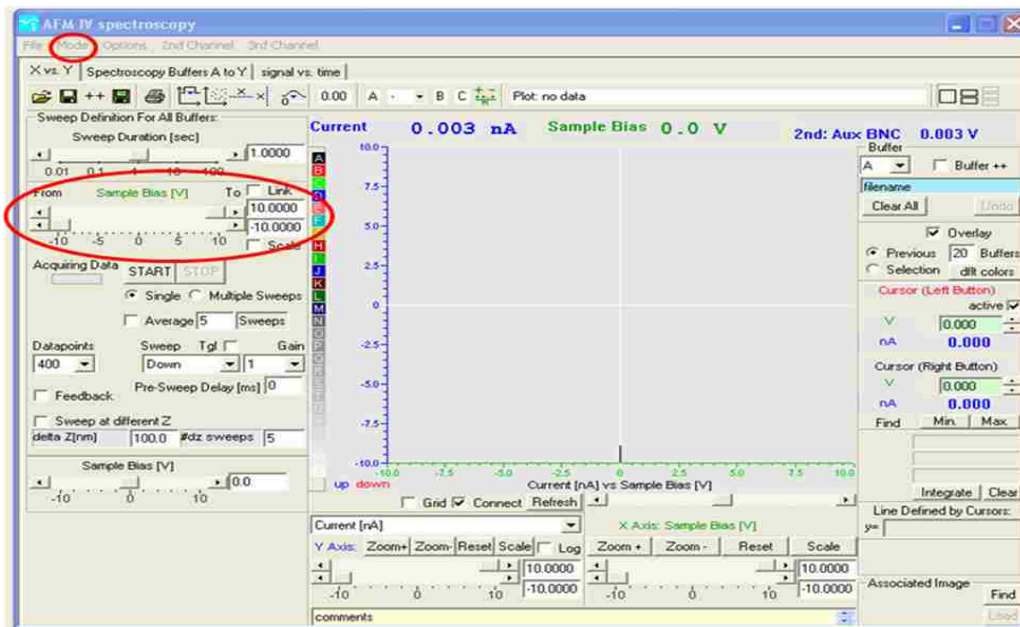 AFM IV spectroscopy
File Mode Options 2nd Channel 3rd Channel
X vs. Y Spectroscopy Buffers A to Y signal vs. time
++ 0.00 A - B C Plot: no data
Sweep Definition For All Buffers:
Sweep Duration [sec]
1.0000
0.01 0.1 1 10 100
From Sample Bias [V] To Link
10.0000
-10.0000
-10 -5 0 5 10 Scale
Acquiring Data START STOP
Single Multiple Sweeps
Average 5 Sweeps
Datapoints Sweep Tgl Gain
400 Down 1
Pre-Sweep Delay [ms] 0
Feedback
Sweep at different Z
delta Z[nm] 100.0 #dz sweeps 5
Sample Bias [V]
0.0
-10 0 10
Current 0.003 nA Sample Bias 0.0 V 2nd: Aux BNC 0.003 V
10.0
7.5
5.0
2.5
0
-2.5
-5.0
-7.5
-10.0
A
B
C
H
I
J
K
L
M
N
-10.0 -7.5 -5.0 -2.5 0 2.5 5.0 7.5 10.0
up down Current [nA] vs Sample Bias [V]
Grid Connect Refresh
Current [nA] X Axis: Sample Bias [V]
Y Axis: Zoom+ Zoom- Reset Scale Log Zoom + Zoom - Reset Scale
10.0000 10.0000
-10.0000 -10.0000
-10 0 10 -10 0 10
comments
Buffer
A Buffer ++
filename
Clear All Undo
Overlay
Previous 20 Buffers
Selection dflt colors
Cursor (Left Button)
active
V 0.000
nA 0.000
Cursor (Right Button)
V 0.000
nA 0.000
Find Min. Max
Integrate Clear
Line Defined by Cursors:
y=
Associated Image
Find
Load